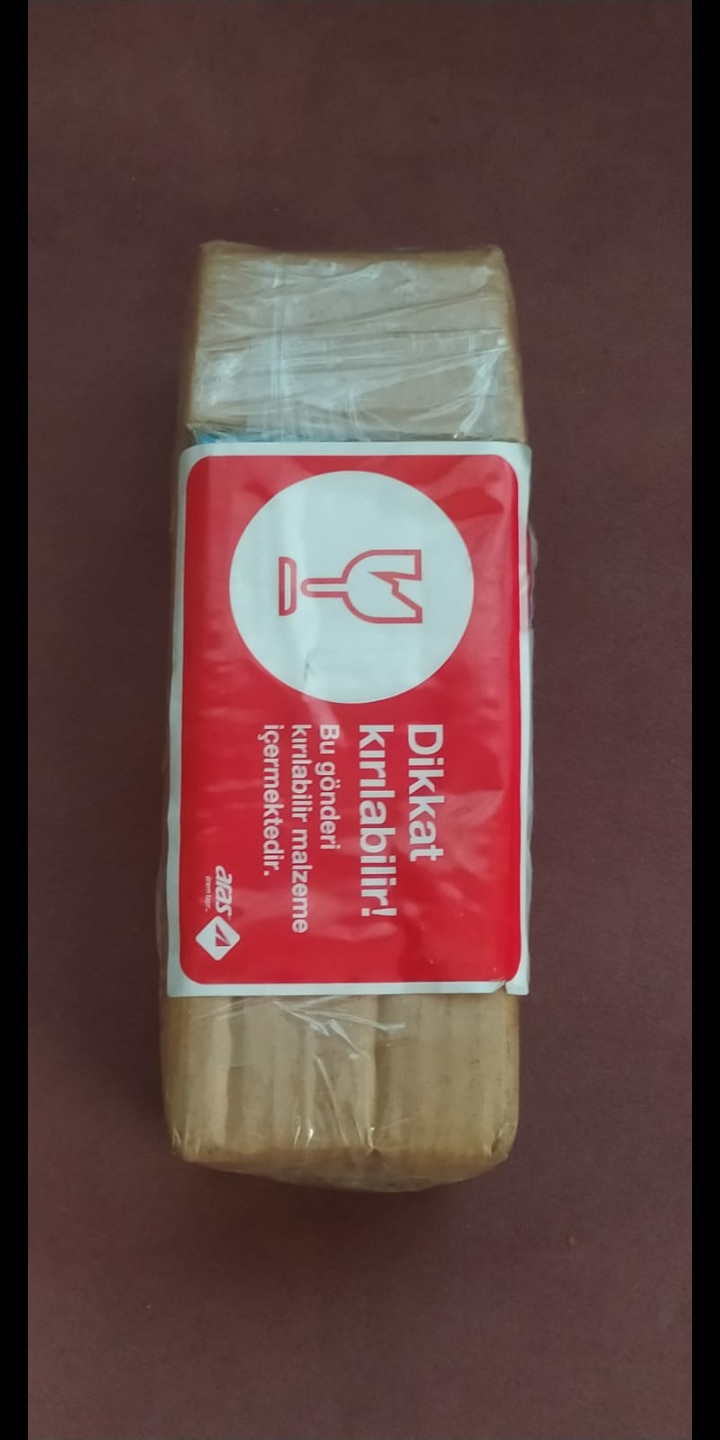 Dikkat
kırılabilir!
Bu gönderi
kırılabilir malzeme
içermektedir.
aras